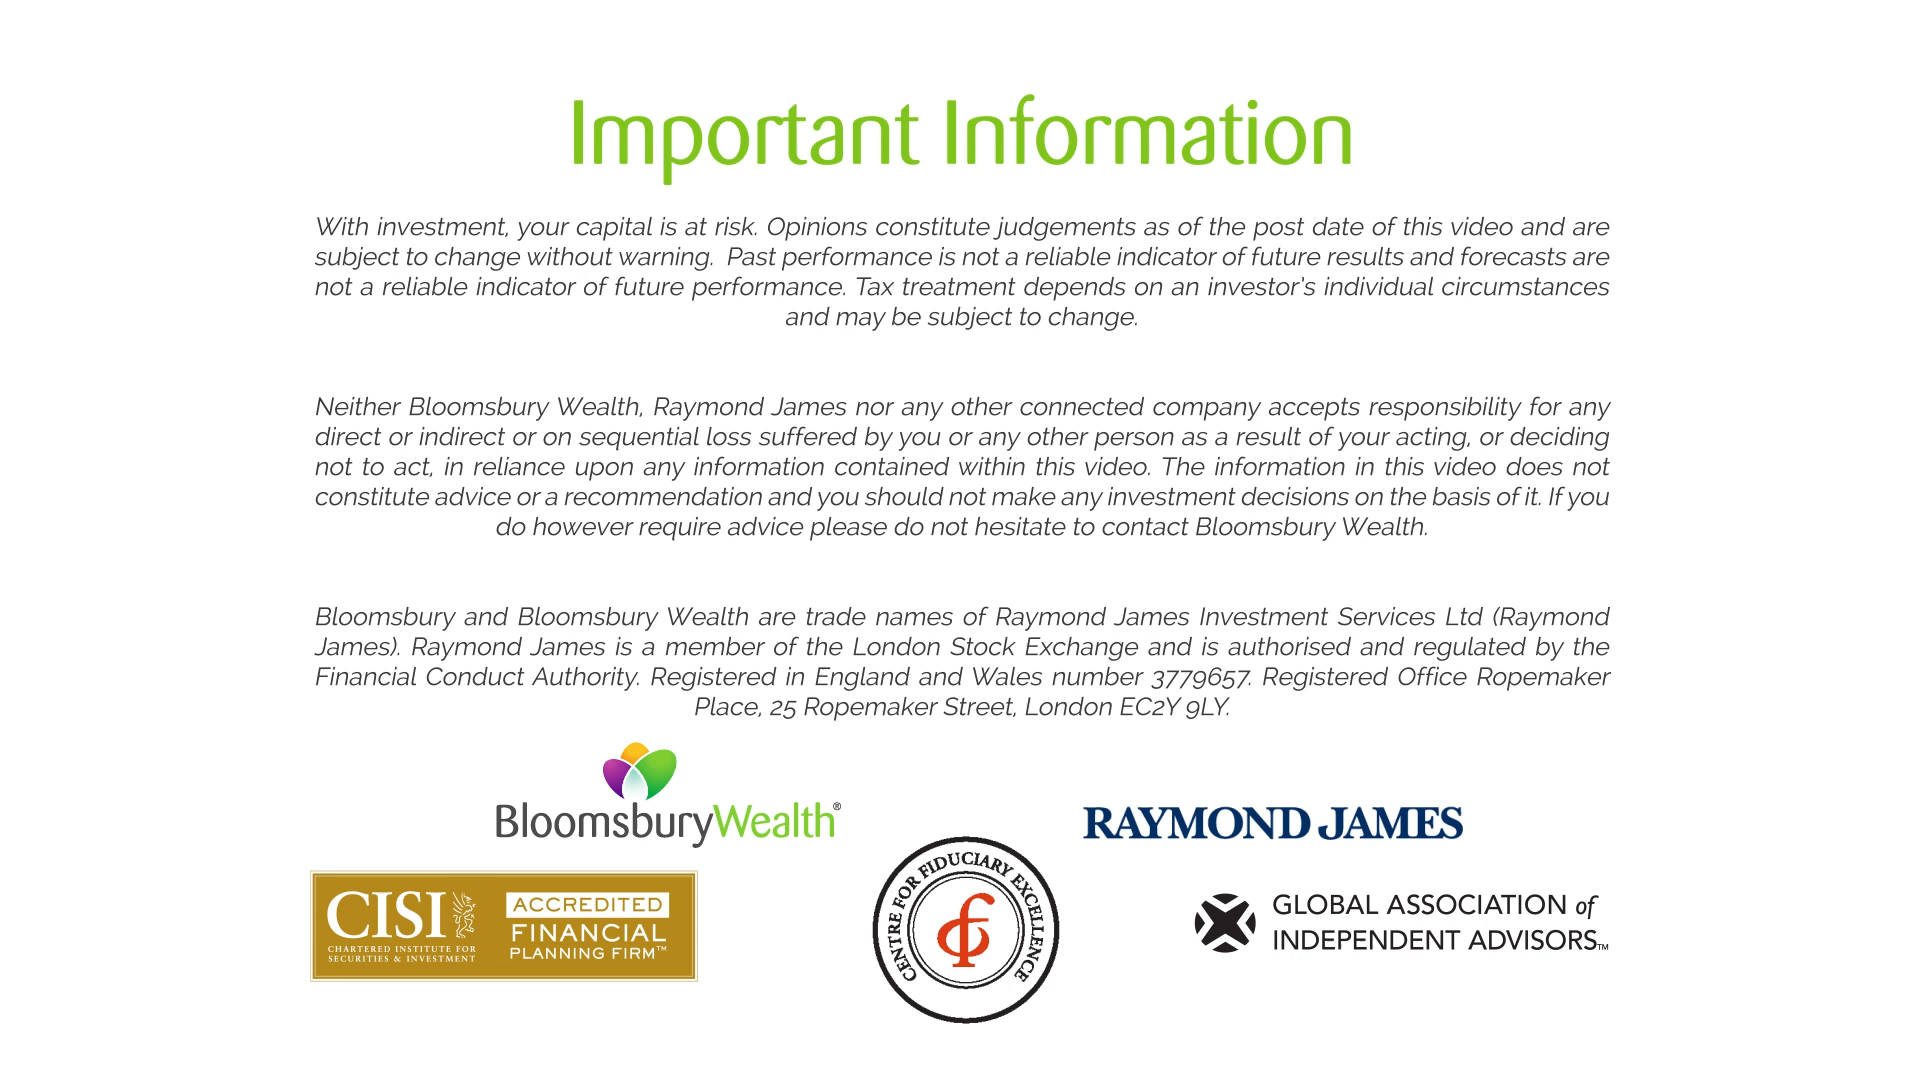 Important Information
With investment, your capital is at risk. Opinions constitute judgements as of the post date of this video and are
subject to change without warning.  Past performance is not a reliable indicator of future results and forecasts are
not a reliable indicator of future performance. Tax treatment depends on an investor's individual circumstances
and may be subject to change.
Neither Bloomsbury Wealth, Raymond James nor any other connected company accepts responsibility for any
direct or indirect or on sequential loss suffered by you or any other person as a result of your acting, or deciding
not to act, in reliance upon any information contained within this video. The information in this video does not
constitute advice or a recommendation and you should not make any investment decisions on the basis of it. If you
do however require advice please do not hesitate to contact Bloomsbury Wealth.
Bloomsbury and Bloomsbury Wealth are trade names of Raymond James Investment Services Ltd (Raymond
James). Raymond James is a member of the London Stock Exchange and is authorised and regulated by the
Financial Conduct Authority. Registered in England and Wales number 3779657. Registered Office Ropemaker
Place, 25 Ropemaker Street, London EC2Y 9LY.
BloomsburyWealth®
RAYMOND JAMES
CISI
CHARTERED INSTITUTE FOR
SECURITIES & INVESTMENT
ACCREDITED
FINANCIAL
PLANNING FIRM™
CENTRE FOR FIDUCIARY EXCELLENCE
GLOBAL ASSOCIATION of
INDEPENDENT ADVISORS™